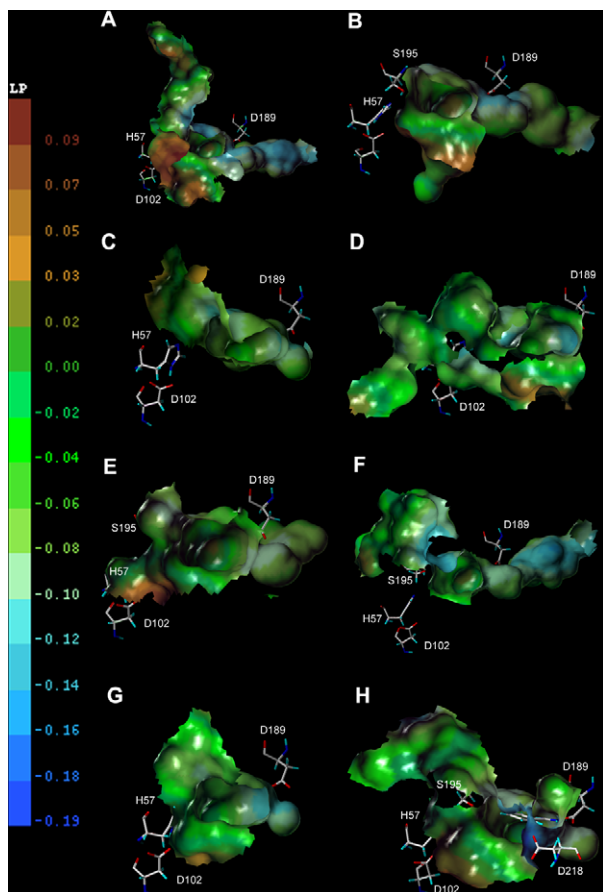 A
B
LP
S195
D189
H57
D189
H57
D102
0.09
0.07
0.05
0.03
0.02
0.00
-0.02
-0.04
-0.06
-0.08
-0.10
-0.12
-0.14
-0.16
-0.18
-0.19
C
D
D189
D189
H57
D102
D102
E
F
D189
S195
D189
H57
S195
D102
H57
D102
G
H
D189
D189
S195
H57
H57
D102
D102
D218